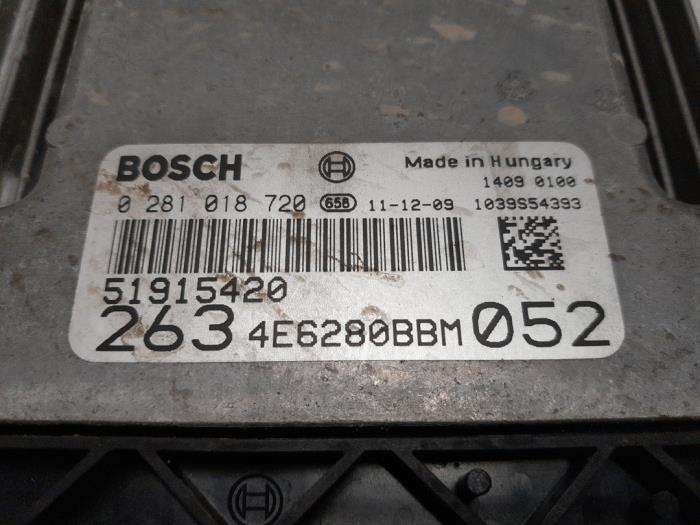 BOSCH
Made in Hungary
1409 0100
0 281 018 720 658 11-12-09 1039S54393
51915420
263 4E6280BBM 052